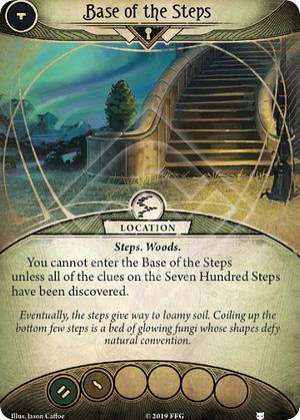 Base of the Steps
LOCATION
Steps. Woods.
You cannot enter the Base of the Steps
unless all of the clues on the Seven Hundred Steps
have been discovered.
Eventually, the steps give way to loamy soil. Coiling up the
bottom few steps is a bed of glowing fungi whose shapes defy
natural convention.
Illus. Jason Caffoe
© 2019 FFG